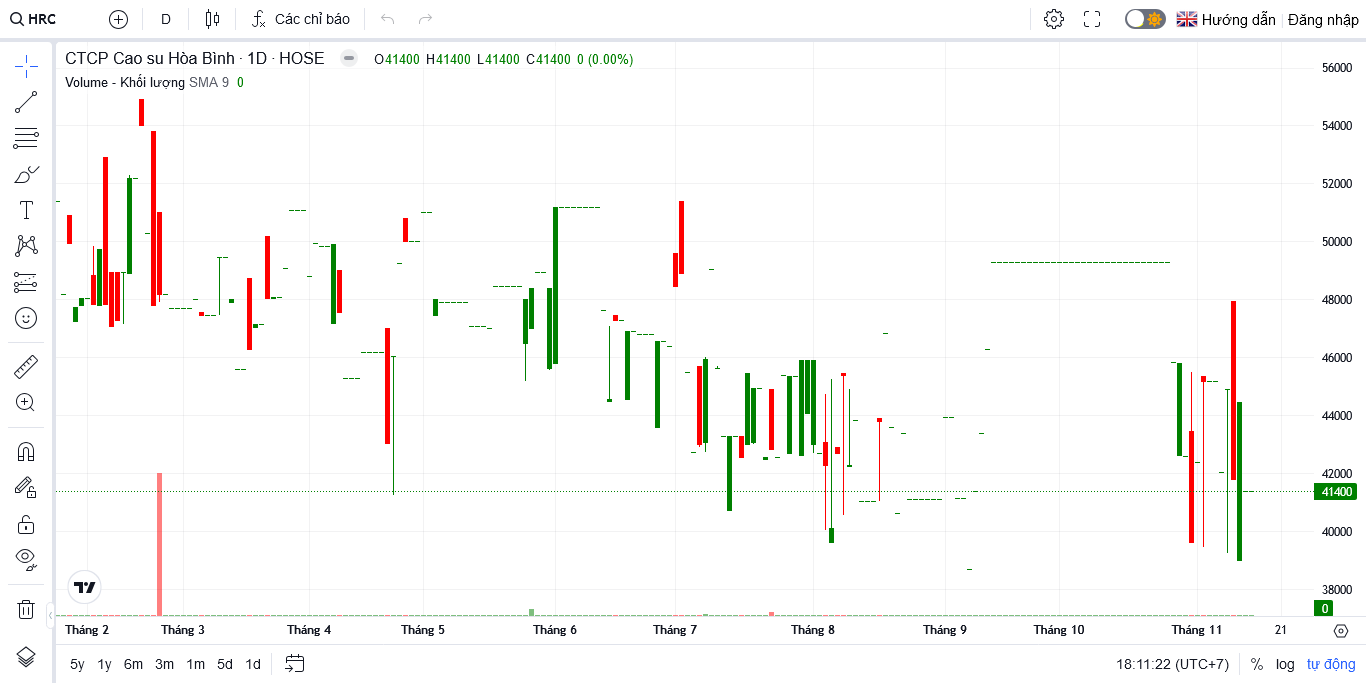 HRC D Các chỉ báo Hướng dẫn Đăng nhập
CTCP Cao su Hòa Bình · 1D · HOSE O41400 H41400 L41400 C41400 0 (0.00%)
Volume - Khối lượng SMA 9 0
56000
54000
52000
50000
48000
46000
44000
42000
41400
40000
38000
0
Tháng 2 Tháng 3 Tháng 4 Tháng 5 Tháng 6 Tháng 7 Tháng 8 Tháng 9 Tháng 10 Tháng 11 21
5y 1y 6m 3m 1m 5d 1d 18:11:22 (UTC+7) % log tự động